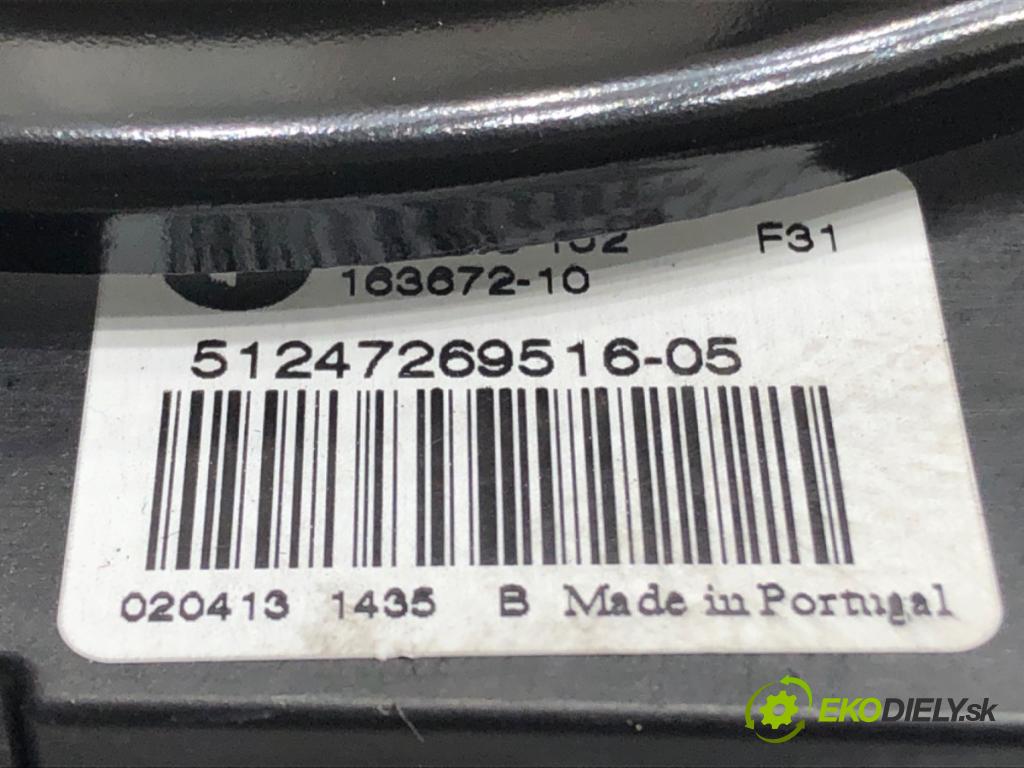 F31
163672-10
51247269516-05
020413 1435 B Made in Portugal
EKODIELY.sk